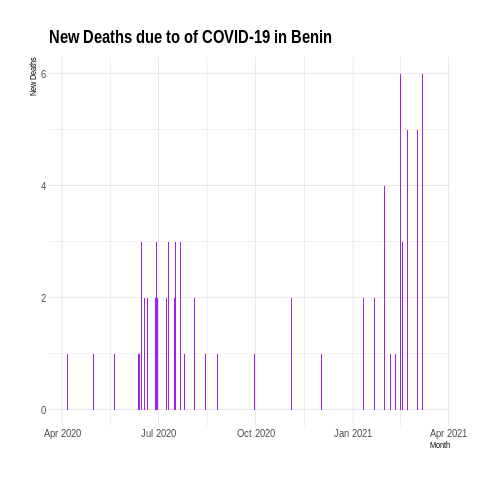 New Deaths due to of COVID-19 in Benin
New Deaths
6
4
2
0
Apr 2020 Jul 2020 Oct 2020 Jan 2021 Apr 2021
Month